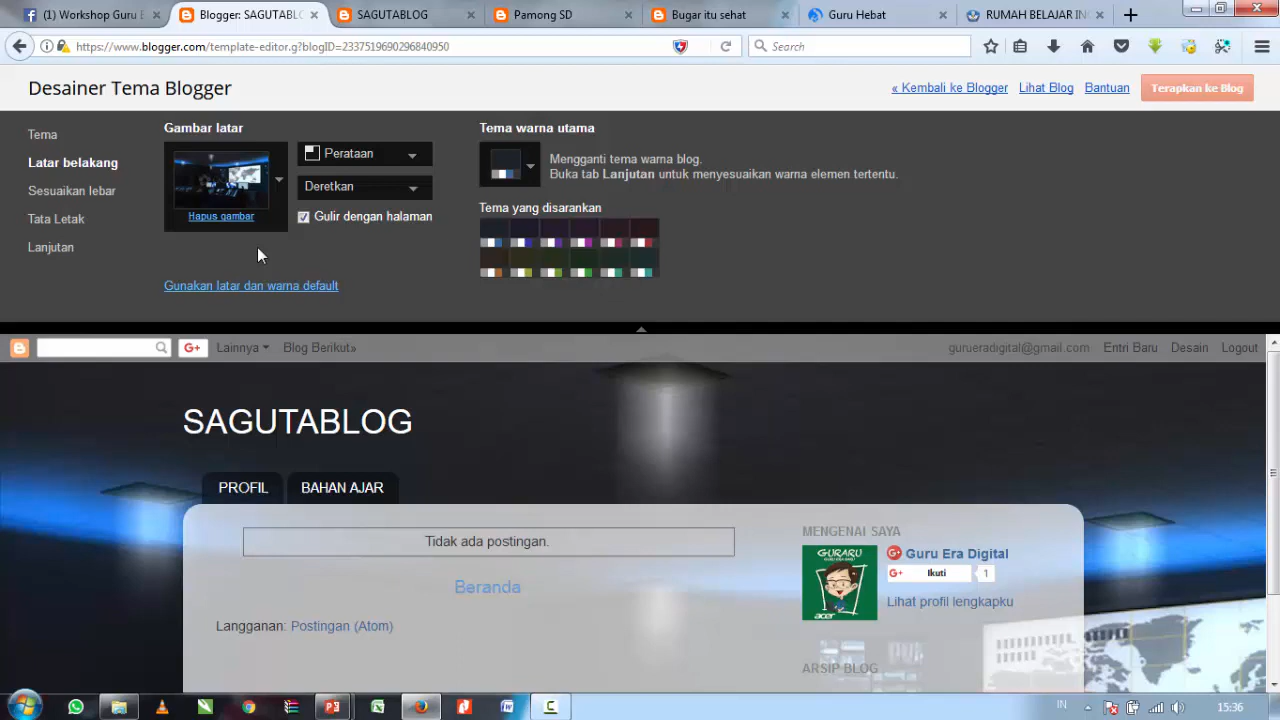 (1) Workshop Guru B
Blogger: SAGUTABLOG
SAGUTABLOG
Pamong SD
Bugar itu sehat
Guru Hebat
RUMAH BELAJAR IN
https://www.blogger.com/template-editor.g?blogID=2337519690296840950
Search
Desainer Tema Blogger
« Kembali ke Blogger
Lihat Blog
Bantuan
Terapkan ke Blog
Tema
Latar belakang
Sesuaikan lebar
Tata Letak
Lanjutan
Gambar latar
Hapus gambar
Perataan
Deretkan
Gulir dengan halaman
Gunakan latar dan warna default
Tema warna utama
Mengganti tema warna blog.
Buka tab Lanjutan untuk menyesuaikan warna elemen tertentu.
Tema yang disarankan
G+
Lainnya
Blog Berikut»
gurueradigital@gmail.com
Entri Baru
Desain
Logout
SAGUTABLOG
PROFIL
BAHAN AJAR
Tidak ada postingan.
Beranda
Langganan: Postingan (Atom)
MENGENAI SAYA
GURARU
acer
Guru Era Digital
G+ Ikuti 1
Lihat profil lengkapku
ARSIP BLOG
IN
15:36